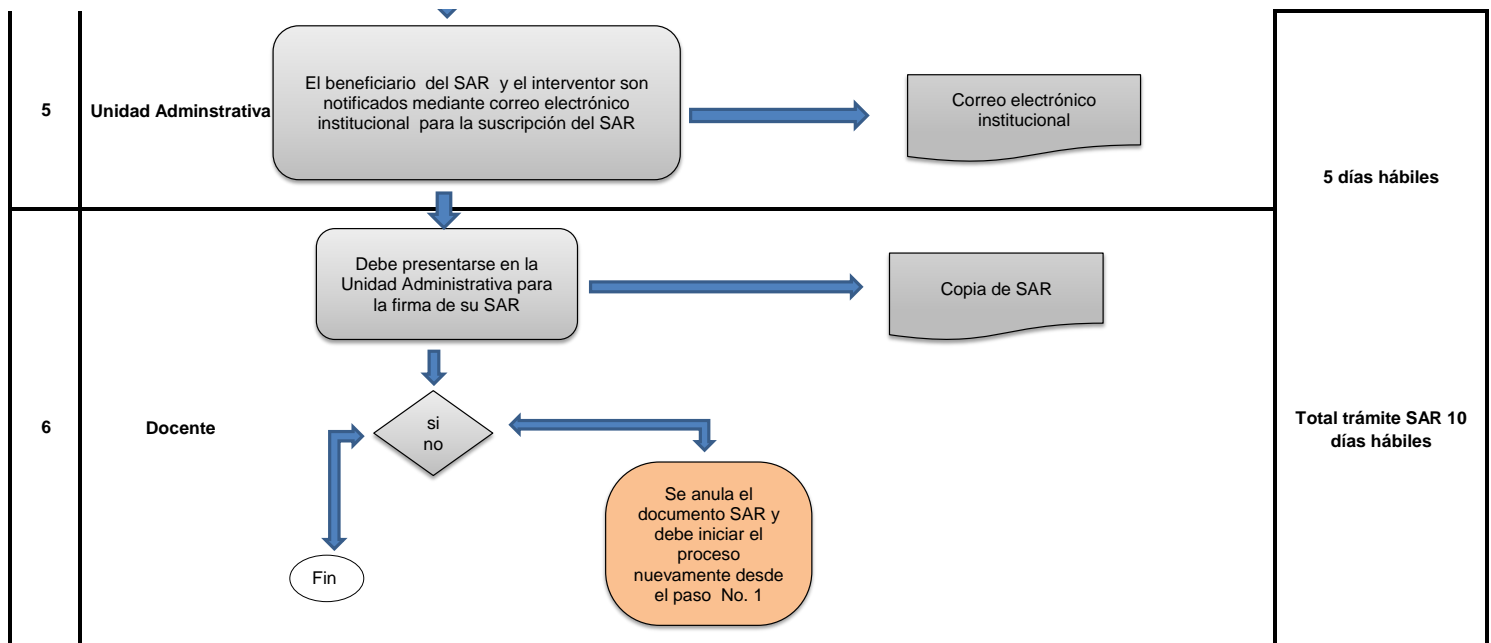 5
Unidad Adminstrativa
El beneficiario del SAR y el interventor son
notificados mediante correo electrónico
institucional para la suscripción del SAR
Correo electrónico
institucional
5 días hábiles
6
Docente
Debe presentarse en la
Unidad Administrativa para
la firma de su SAR
Copia de SAR
si
no
Se anula el
documento SAR y
debe iniciar el
proceso
nuevamente desde
el paso No. 1
Fin
Total trámite SAR 10
días hábiles